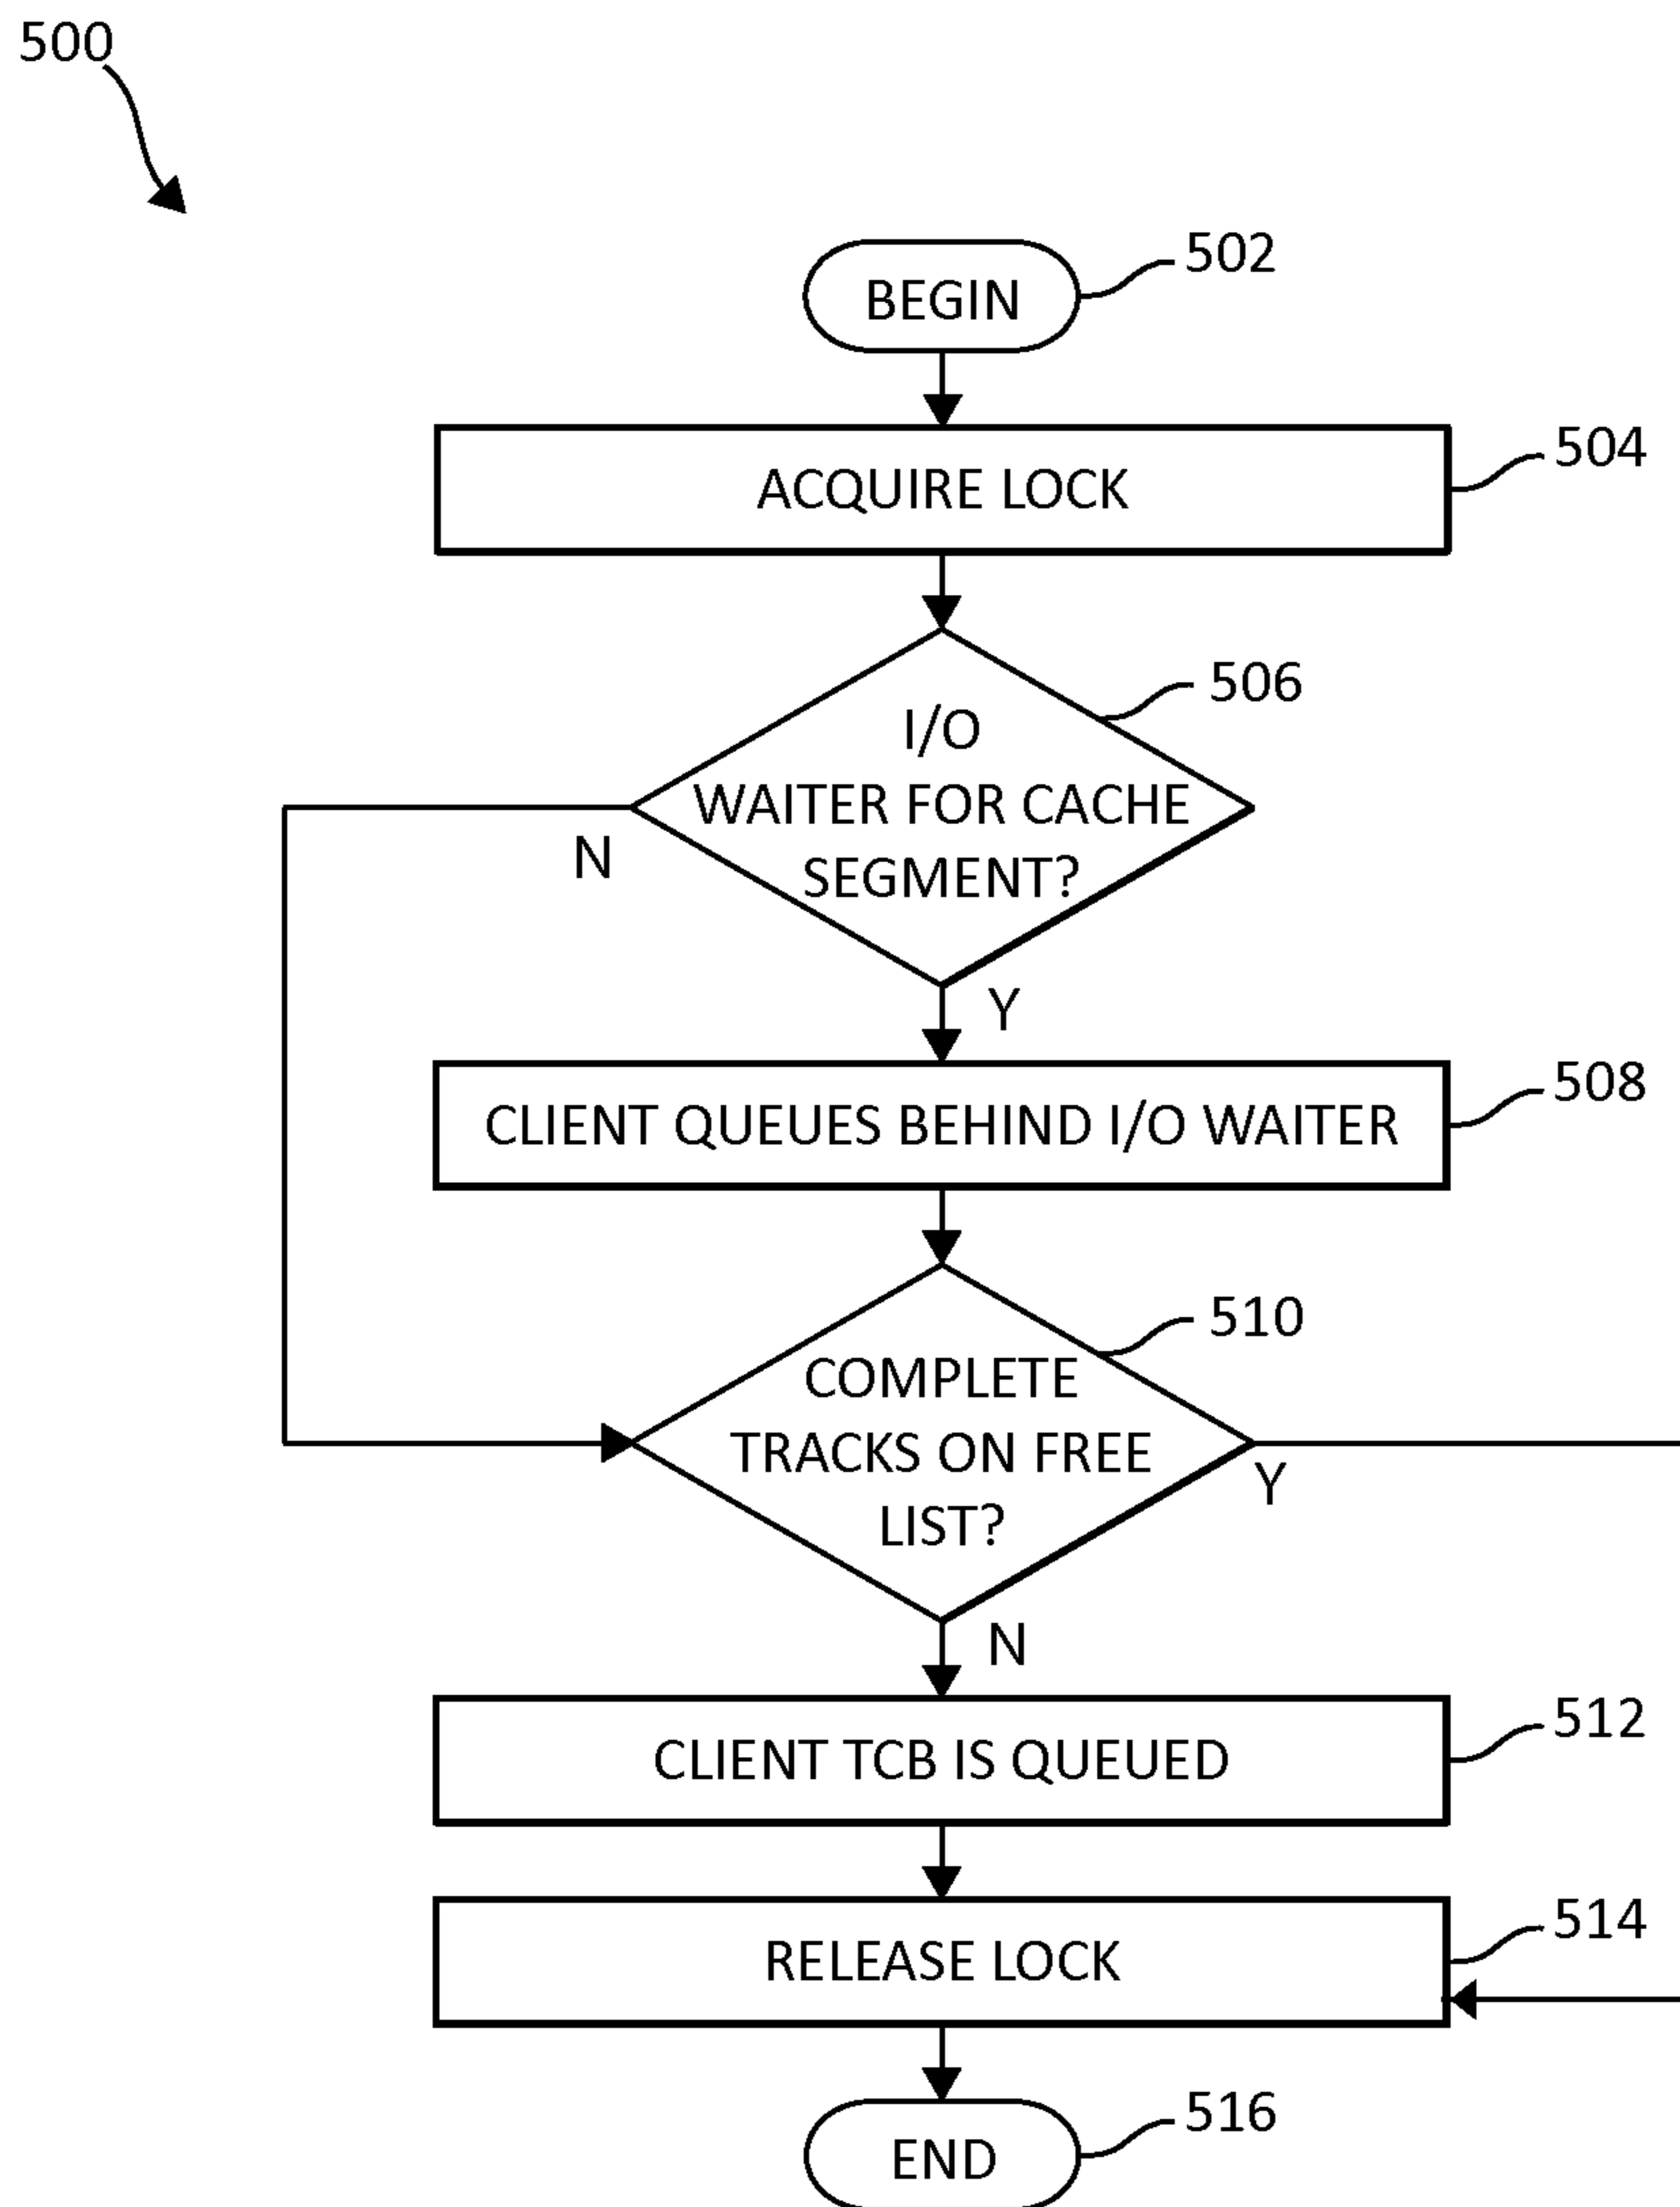 500
BEGIN
502
ACQUIRE LOCK
504
I/O
WAITER FOR CACHE
SEGMENT?
506
N
Y
CLIENT QUEUES BEHIND I/O WAITER
508
COMPLETE
TRACKS ON FREE
LIST?
510
Y
N
CLIENT TCB IS QUEUED
512
RELEASE LOCK
514
END
516